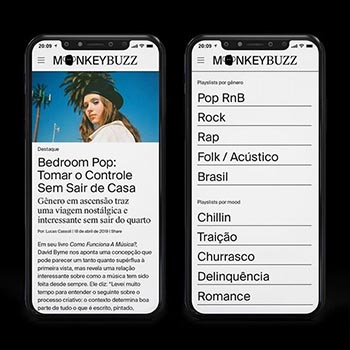 20:09
MONKEYBUZZ
Destaque
Bedroom Pop:
Tomar o Controle
Sem Sair de Casa
Gênero em ascensão traz
uma viagem nostálgica e
interessante sem sair do quarto
Por: Lucas Cassoli | 18 de abril de 2019 | Share
Em seu livro Como Funciona A Música?,
David Byrne nos aponta uma concepção que
pode parecer um tanto quanto supérflua à
primeira vista, mas revela uma relação
interessante sobre como a música tem sido
feita desde sempre. Ele diz: "Levei muito
tempo para entender o seguinte sobre o
processo criativo: o contexto determina boa
parte de tudo o que é escrito, pintado,
20:09
MONKEYBUZZ
Playlists por gênero
Pop RnB
Rock
Rap
Folk / Acústico
Brasil
Playlists por mood
Chillin
Traição
Churrasco
Delinquência
Romance